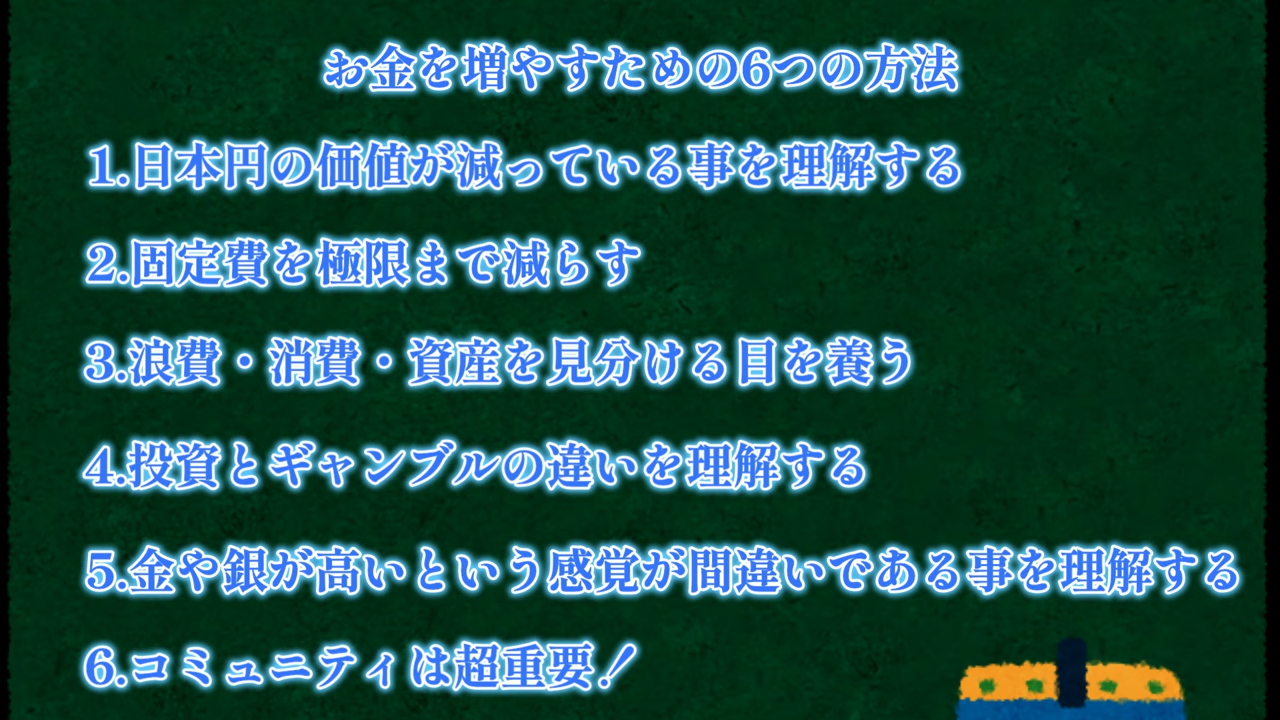 お金を増やすための6つの方法
1.日本円の価値が減っている事を理解する
2.固定費を極限まで減らす
3.浪費・消費・資産を見分ける目を養う
4.投資とギャンブルの違いを理解する
5.金や銀が高いという感覚が間違いである事を理解する
6.コミュニティは超重要！